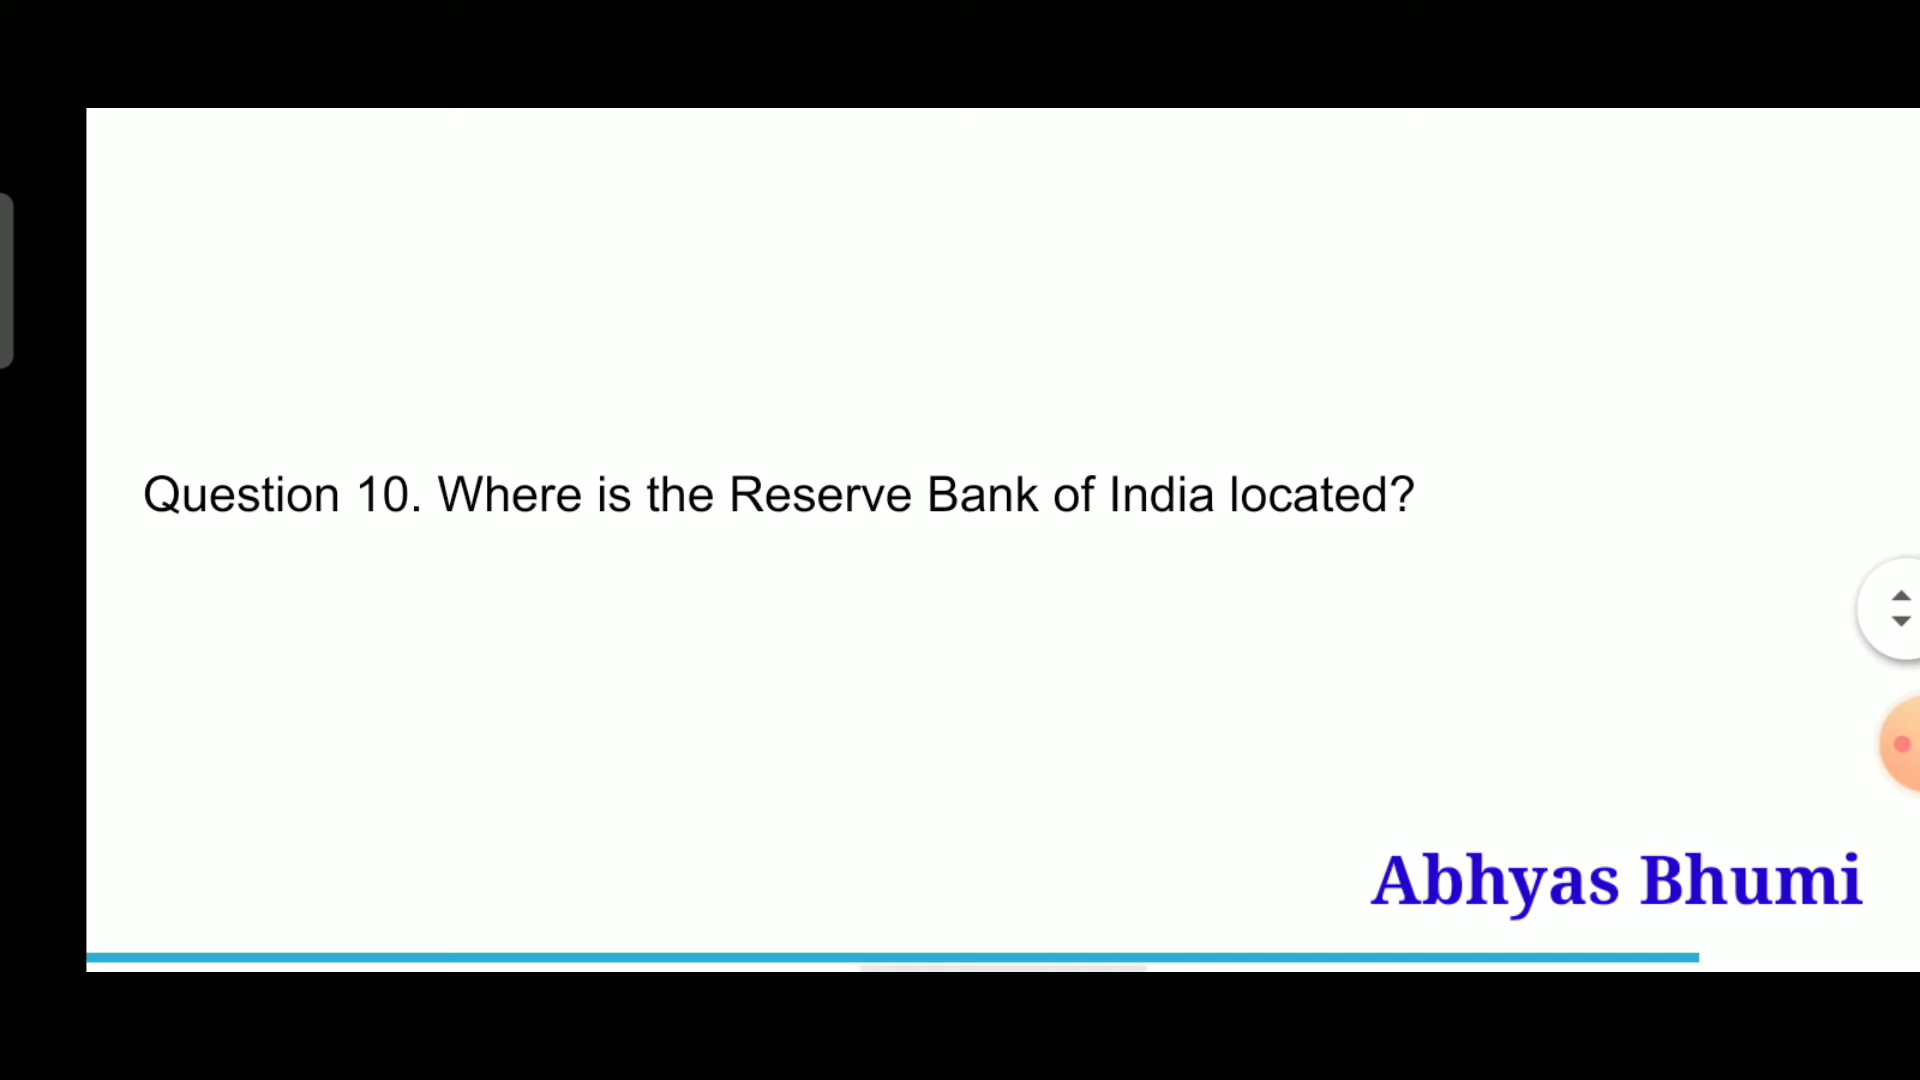 Question 10. Where is the Reserve Bank of India located?
Abhyas Bhumi